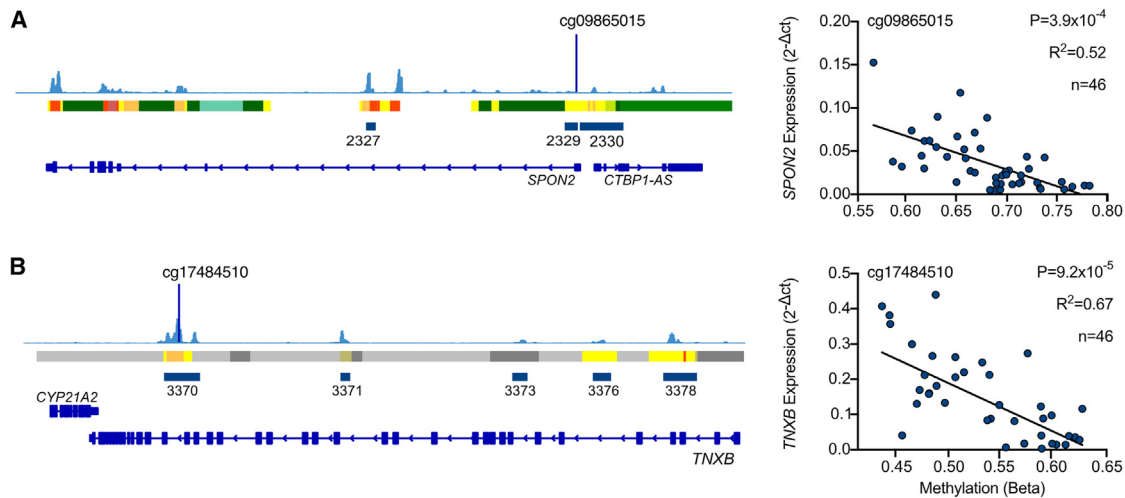 A
cg09865015
2327
2329
2330
SPON2
CTBP1-AS
SPON2 Expression (2-Δct)
cg09865015
P=3.9x10-4
R2=0.52
n=46
0.20
0.15
0.10
0.05
0.00
0.55 0.60 0.65 0.70 0.75 0.80
B
cg17484510
3370
3371
3373
3376
3378
CYP21A2
TNXB
TNXB Expression (2-Δct)
cg17484510
P=9.2x10-5
R2=0.67
n=46
0.5
0.4
0.3
0.2
0.1
0.0
0.45 0.50 0.55 0.60 0.65
Methylation (Beta)